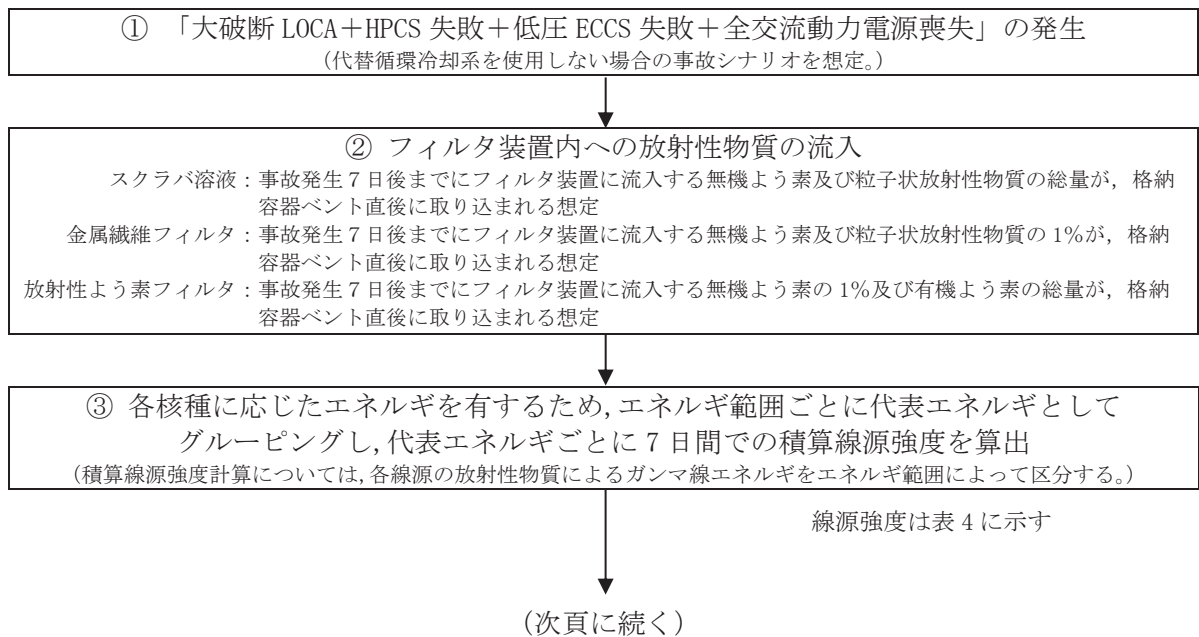 ① 「大破断 LOCA＋HPCS 失敗＋低圧 ECCS 失敗＋全交流動力電源喪失」の発生
(代替循環冷却系を使用しない場合の事故シナリオを想定。)
② フィルタ装置内への放射性物質の流入
スクラバ溶液：事故発生７日後までにフィルタ装置に流入する無機よう素及び粒子状放射性物質の総量が，格納
容器ベント直後に取り込まれる想定
金属繊維フィルタ：事故発生７日後までにフィルタ装置に流入する無機よう素及び粒子状放射性物質の 1％が，格納
容器ベント直後に取り込まれる想定
放射性よう素フィルタ：事故発生７日後までにフィルタ装置に流入する無機よう素の 1％及び有機よう素の総量が，格納
容器ベント直後に取り込まれる想定
③ 各核種に応じたエネルギを有するため,エネルギ範囲ごとに代表エネルギとして
グルーピングし,代表エネルギごとに 7 日間での積算線源強度を算出
(積算線源強度計算については,各線源の放射性物質によるガンマ線エネルギをエネルギ範囲によって区分する。)
線源強度は表 4 に示す
(次頁に続く)